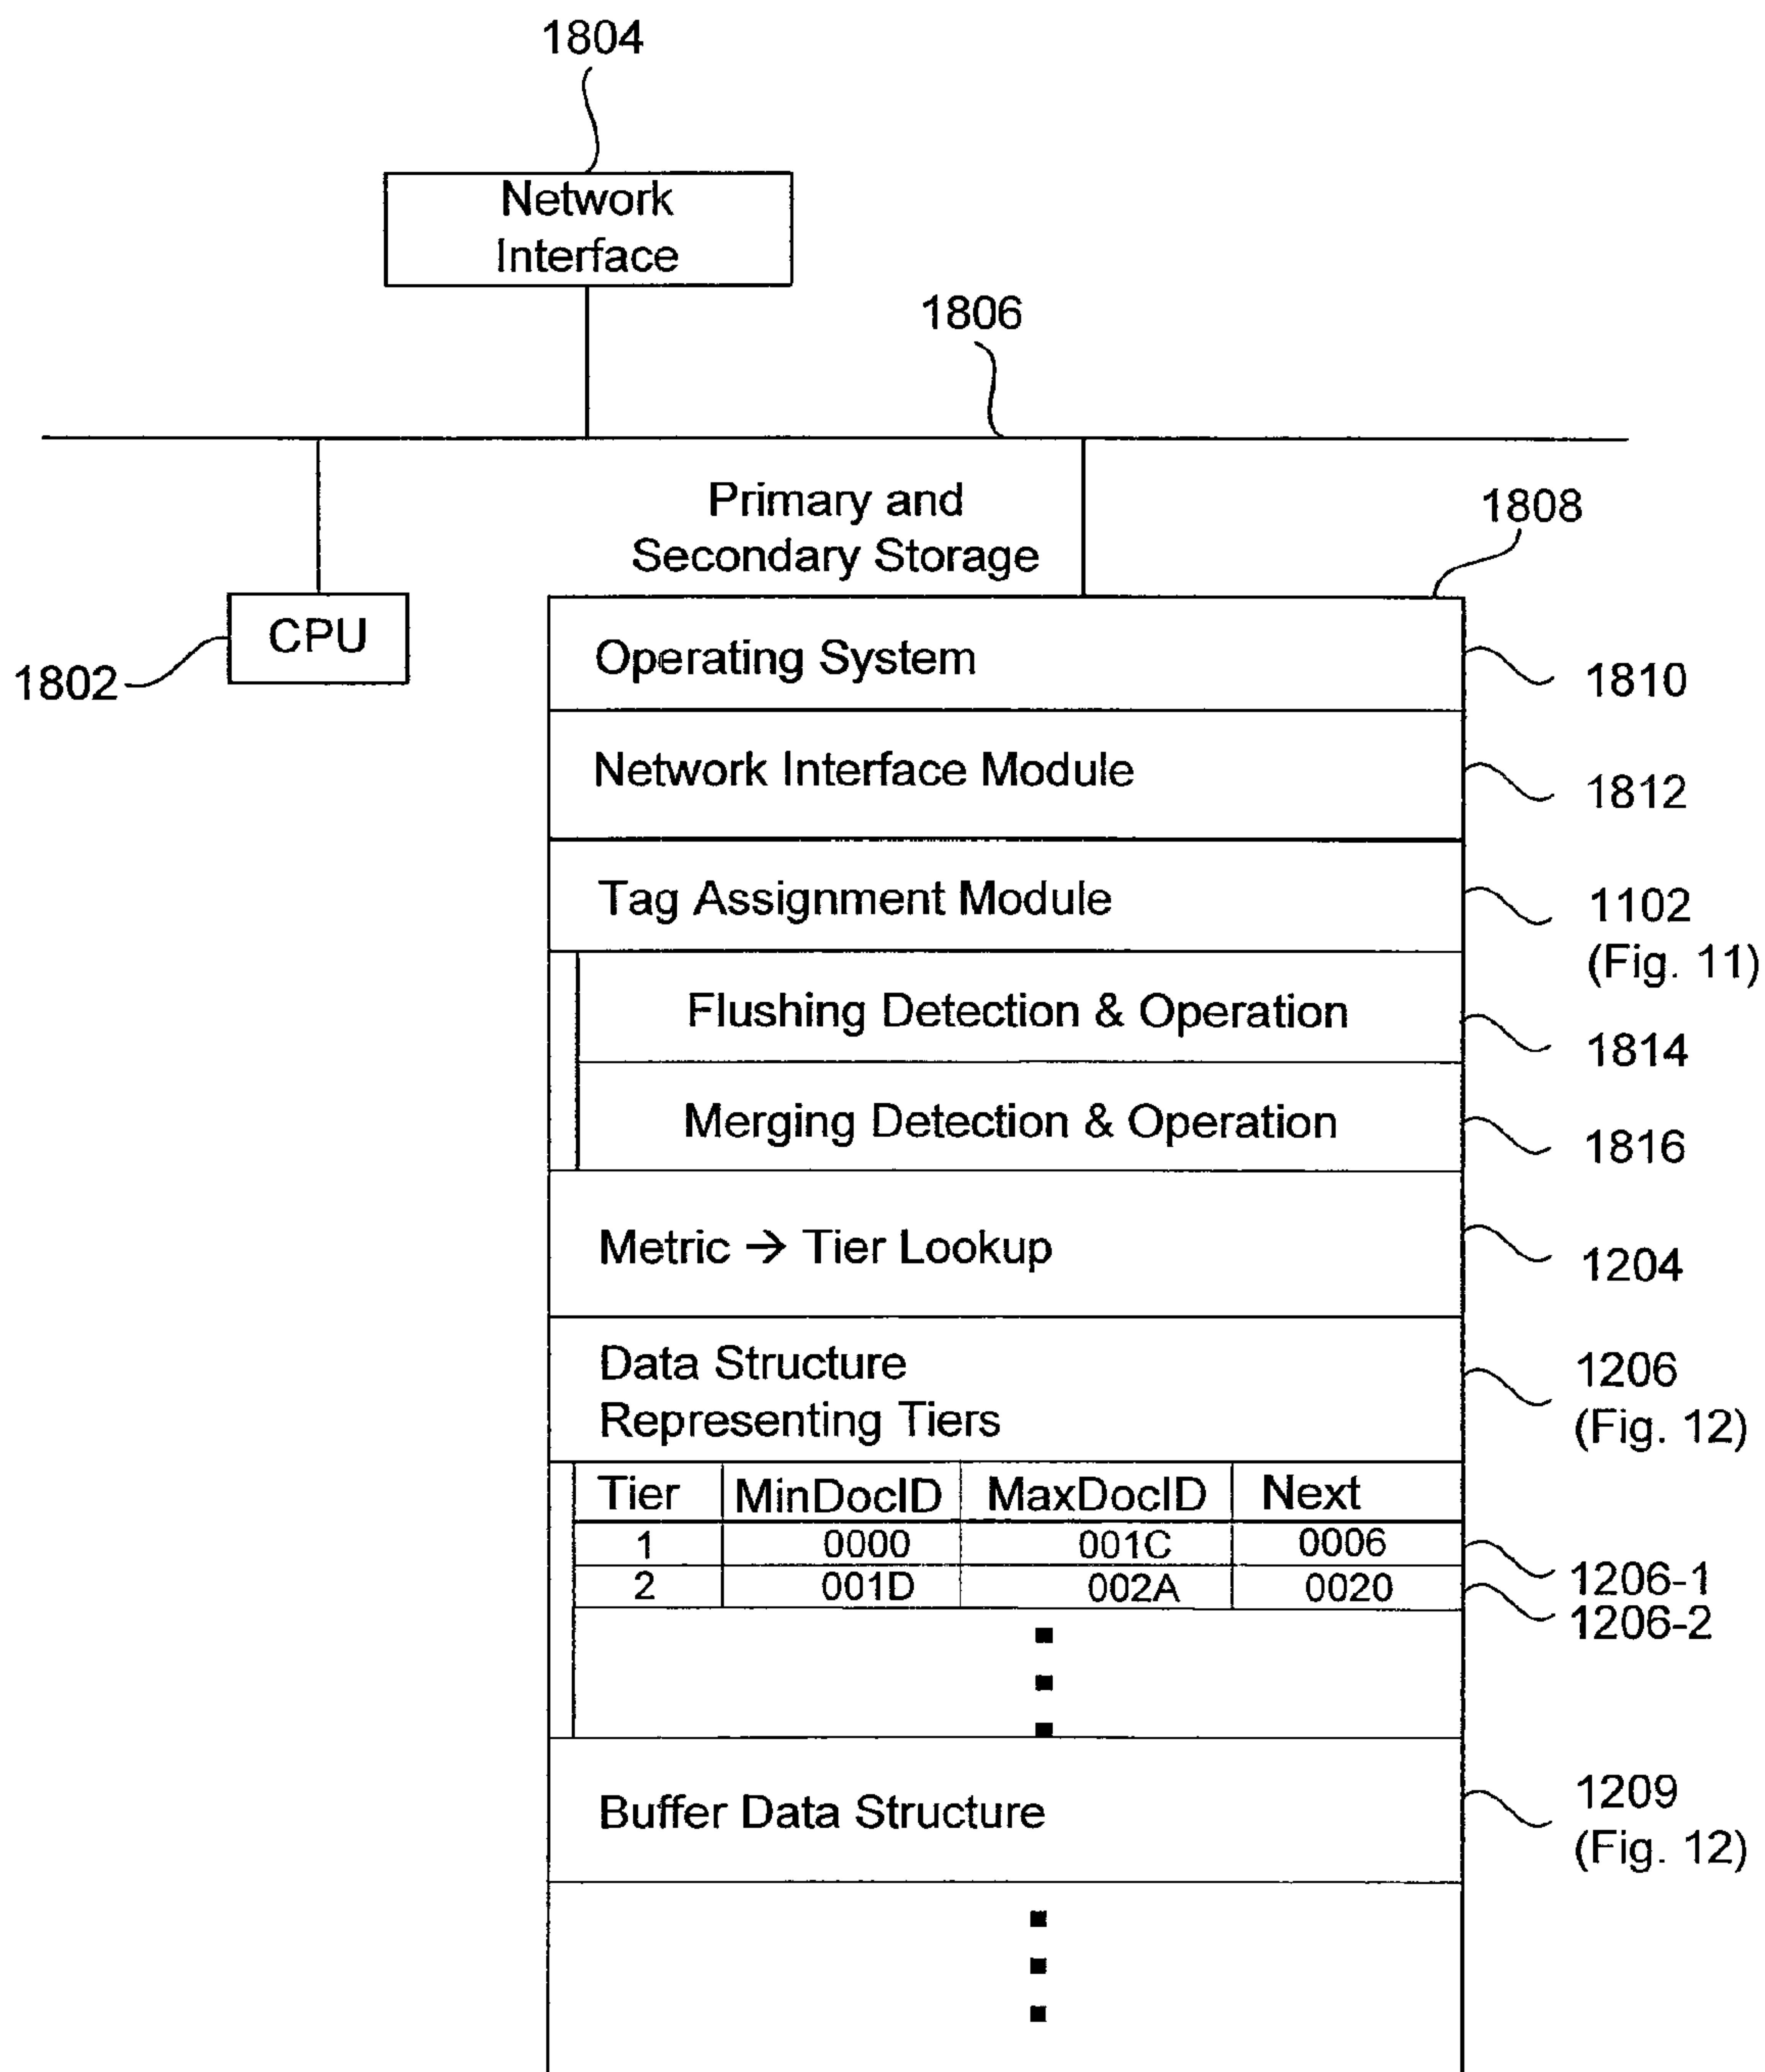 1804
Network
Interface
1806
Primary and
Secondary Storage
1808
CPU
1802
Operating System
1810
Network Interface Module
1812
Tag Assignment Module
1102
(Fig. 11)
Flushing Detection & Operation
1814
Merging Detection & Operation
1816
Metric → Tier Lookup
1204
Data Structure
Representing Tiers
1206
(Fig. 12)
Tier MinDocID MaxDocID Next
1 0000 001C 0006
1206-1
2 001D 002A 0020
1206-2
Buffer Data Structure
1209
(Fig. 12)